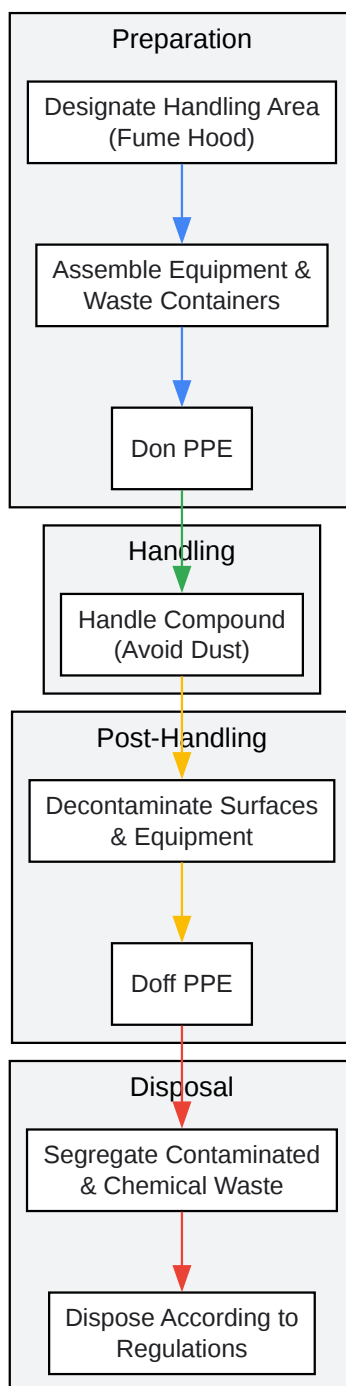 Preparation
Designate Handling Area
(Fume Hood)
Assemble Equipment &
Waste Containers
Don PPE
Handling
Handle Compound
(Avoid Dust)
Post-Handling
Decontaminate Surfaces
& Equipment
Doff PPE
Disposal
Segregate Contaminated
& Chemical Waste
Dispose According to
Regulations